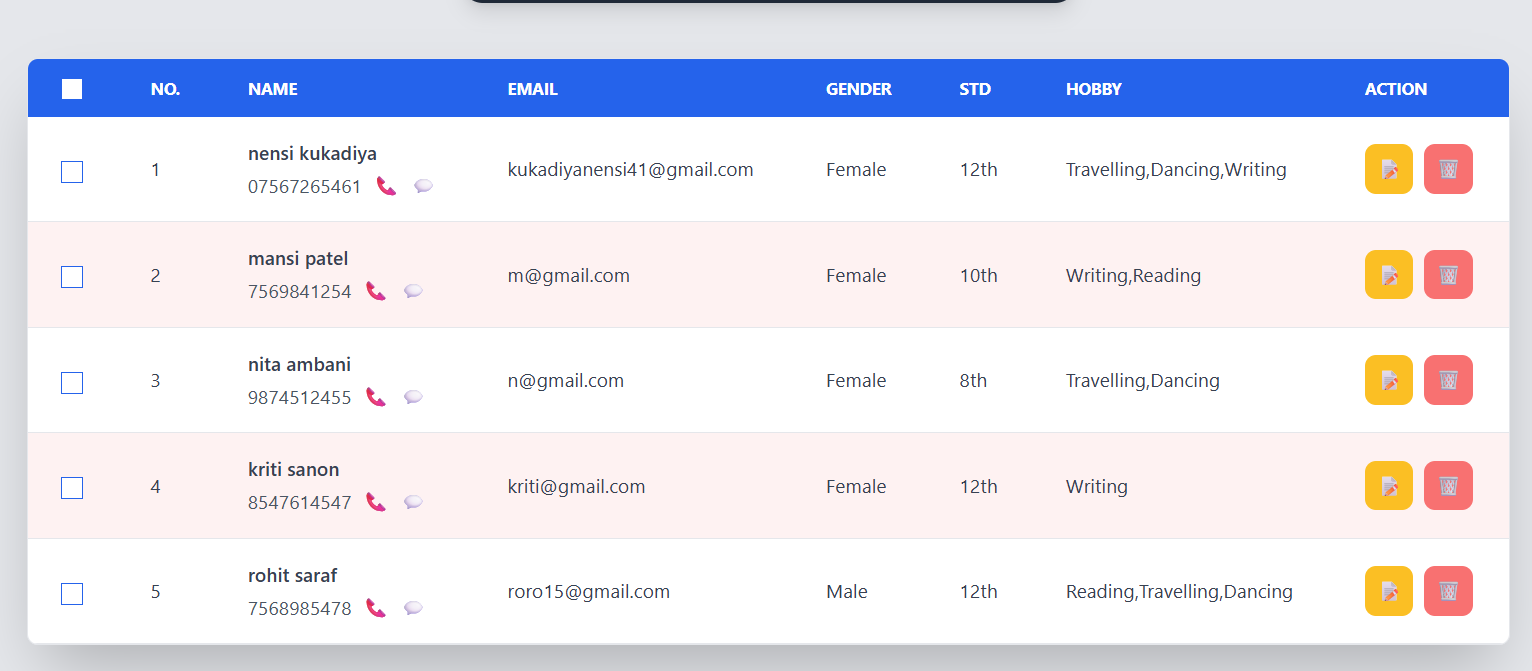 NO. NAME EMAIL GENDER STD HOBBY ACTION
nensi kukadiya
1 kukadiyanensi41@gmail.com Female 12th Travelling,Dancing,Writing
07567265461
mansi patel
2 m@gmail.com Female 10th Writing,Reading
7569841254
nita ambani
3 n@gmail.com Female 8th Travelling,Dancing
9874512455
kriti sanon
4 kriti@gmail.com Female 12th Writing
8547614547
rohit saraf
5 roro15@gmail.com Male 12th Reading,Travelling,Dancing
7568985478